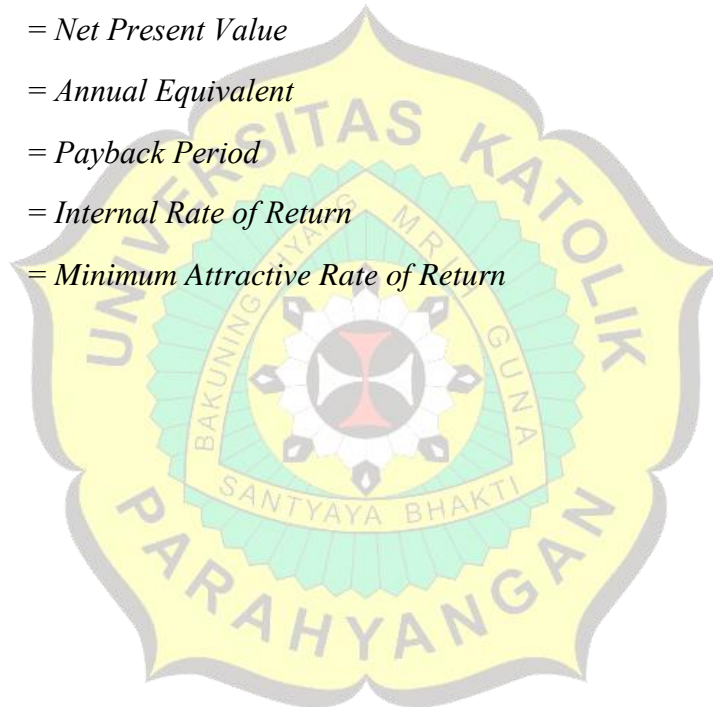 = Net Present Value
= Annual Equivalent
= Payback Period
= Internal Rate of Return
= Minimum Attractive Rate of Return
UNIVERSITAS KATOLIK
PARAHYANGAN
BAKUNING HYANG MRIH GUNA
SANTYAYA BHAKTI